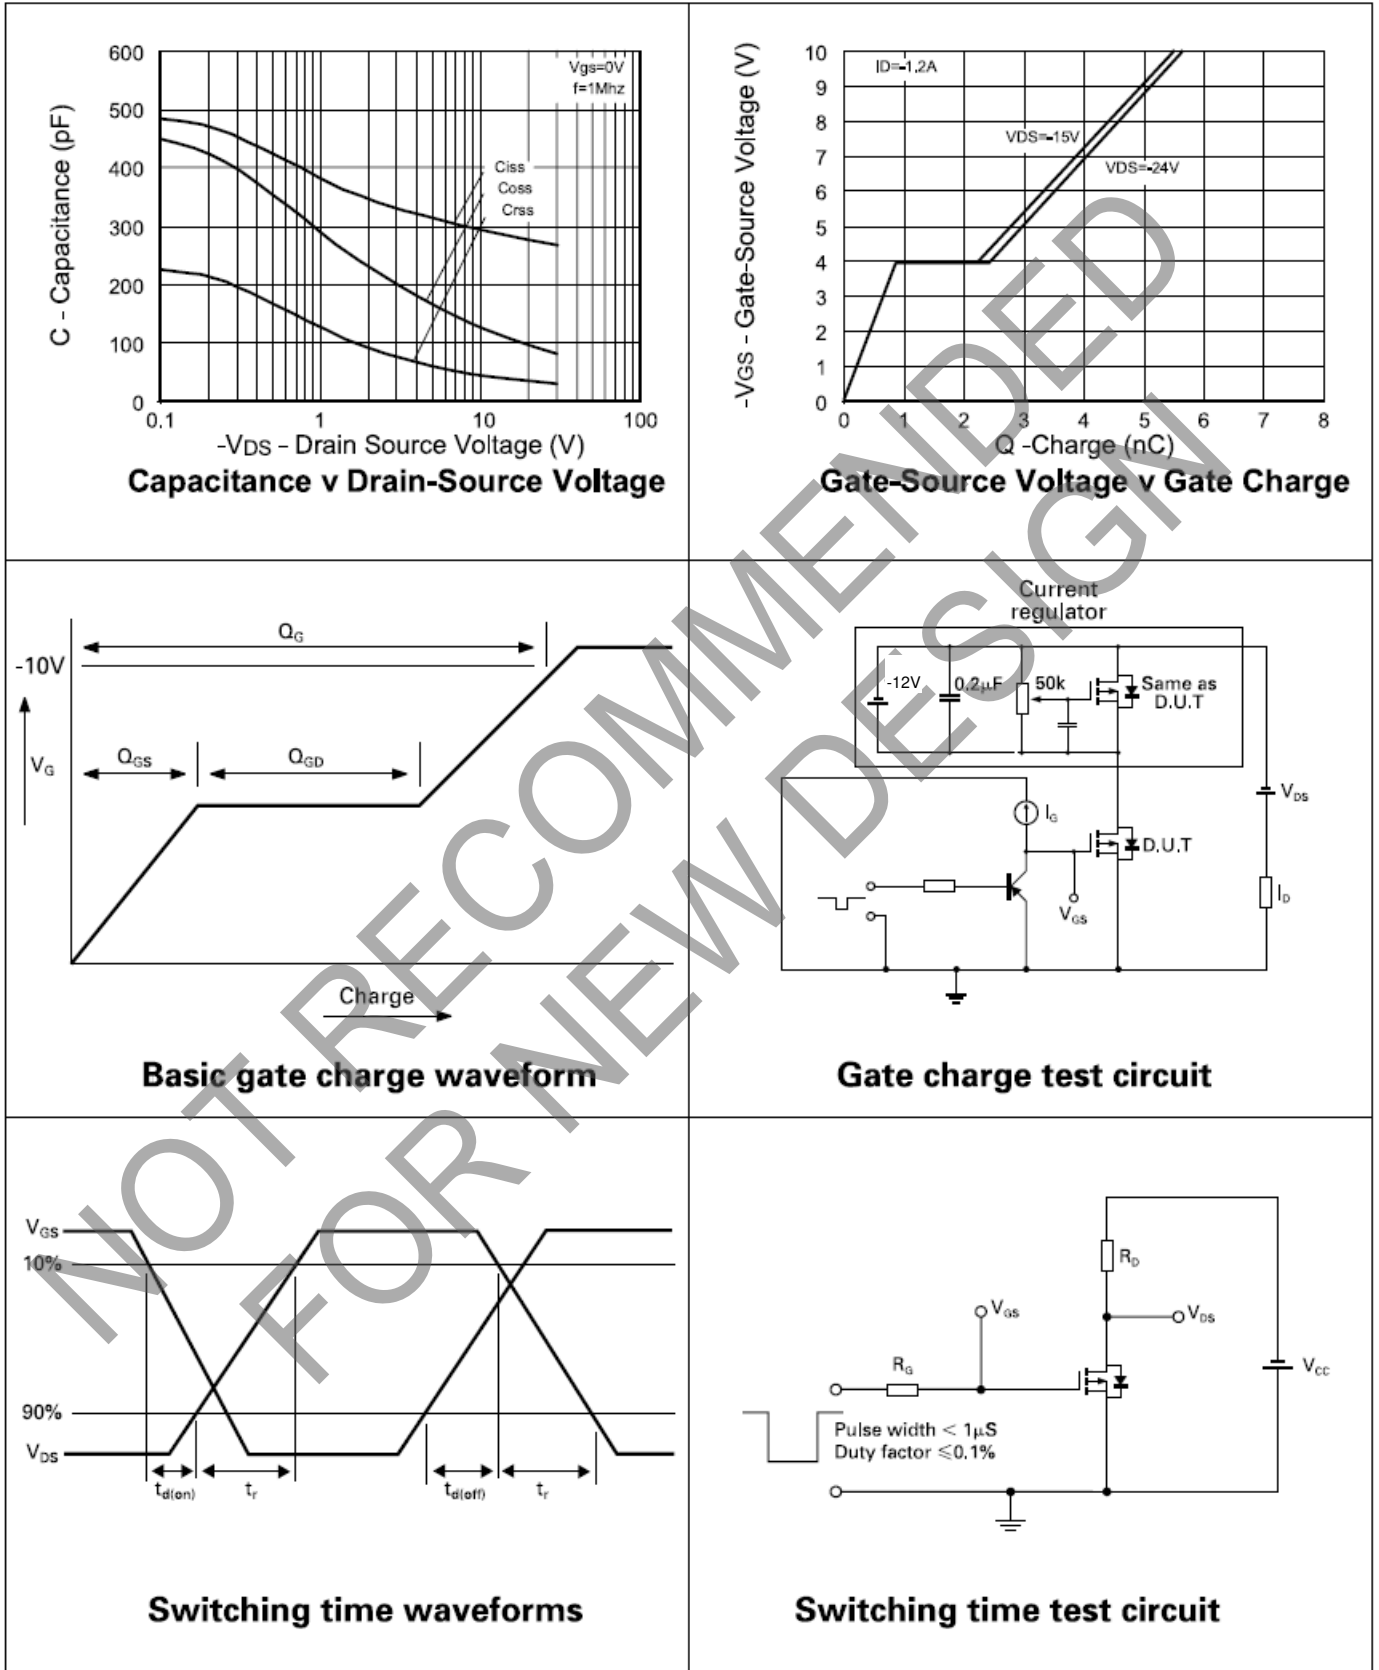 600
500
400
300
200
100
0
0.1
1
10
100
C - Capacitance (pF)
Vgs=0V
f=1Mhz
Ciss
Coss
Crss
-VDS - Drain Source Voltage (V)
Capacitance v Drain-Source Voltage
10
9
8
7
6
5
4
3
2
1
0
0
1
2
3
4
5
6
7
8
-VGS - Gate-Source Voltage (V)
ID=-1.2A
VDS=-15V
VDS=-24V
Q -Charge (nC)
Gate-Source Voltage v Gate Charge
QG
-10V
QGS
QGD
VG
Charge
Basic gate charge waveform
Current
regulator
-12V
0.2μF
50k
Same as
D.U.T
VDS
IG
D.U.T
ID
VGS
Gate charge test circuit
VGS
10%
90%
VDS
td(on)
tr
td(off)
tr
Switching time waveforms
RD
VGS
VDS
RG
VCC
Pulse width < 1μS
Duty factor ≤0.1%
Switching time test circuit
NOT RECOMMENDED
FOR NEW DESIGN